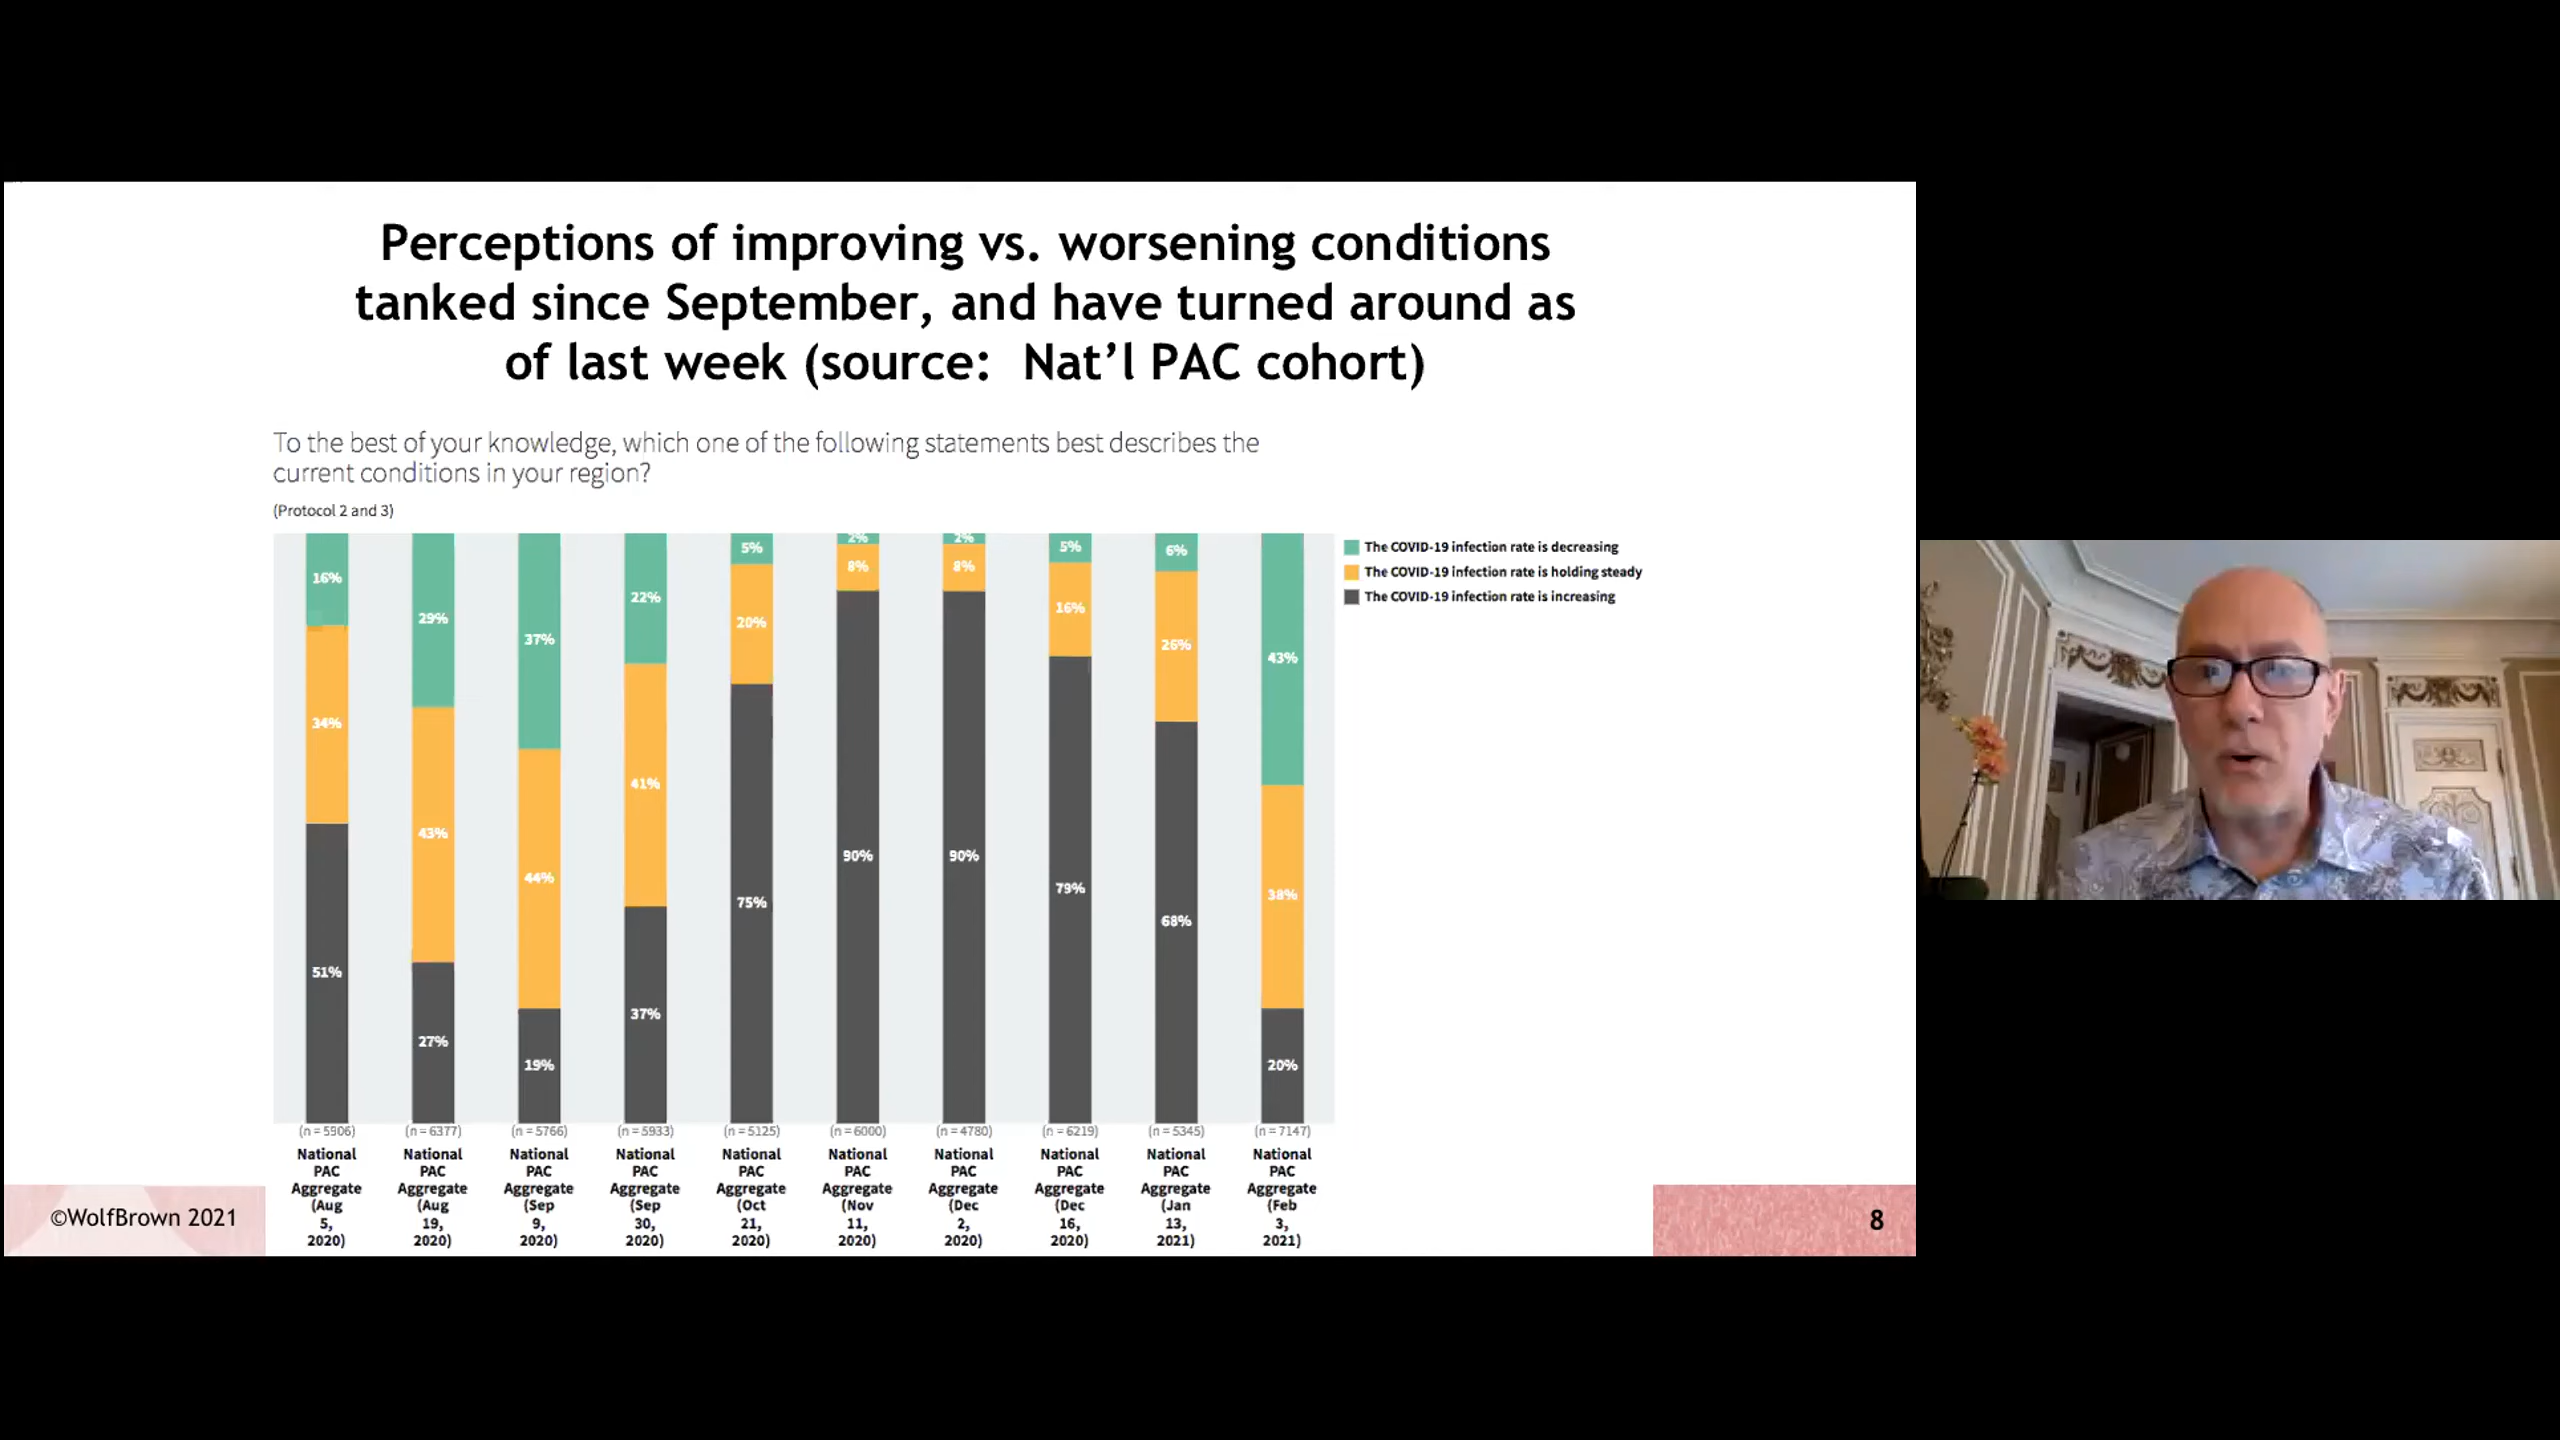 Perceptions of improving vs. worsening conditions
tanked since September, and have turned around as
of last week (source:  Nat’l PAC cohort)
To the best of your knowledge, which one of the following statements best describes the
current conditions in your region?
(Protocol 2 and 3)
The COVID-19 infection rate is decreasing
The COVID-19 infection rate is holding steady
The COVID-19 infection rate is increasing
16%
34%
51%
(n = 5906)
National
PAC
Aggregate
(Aug
5,
2020)
29%
43%
27%
(n = 6377)
National
PAC
Aggregate
(Aug
19,
2020)
37%
44%
19%
(n = 5766)
National
PAC
Aggregate
(Sep
9,
2020)
22%
41%
37%
(n = 5933)
National
PAC
Aggregate
(Sep
30,
2020)
5%
20%
75%
(n = 5125)
National
PAC
Aggregate
(Oct
21,
2020)
2%
8%
90%
(n = 6000)
National
PAC
Aggregate
(Nov
11,
2020)
2%
8%
90%
(n = 4780)
National
PAC
Aggregate
(Dec
2,
2020)
5%
16%
79%
(n = 6219)
National
PAC
Aggregate
(Dec
16,
2020)
6%
26%
68%
(n = 5345)
National
PAC
Aggregate
(Jan
13,
2021)
43%
38%
20%
(n = 7147)
National
PAC
Aggregate
(Feb
3,
2021)
©WolfBrown 2021
8